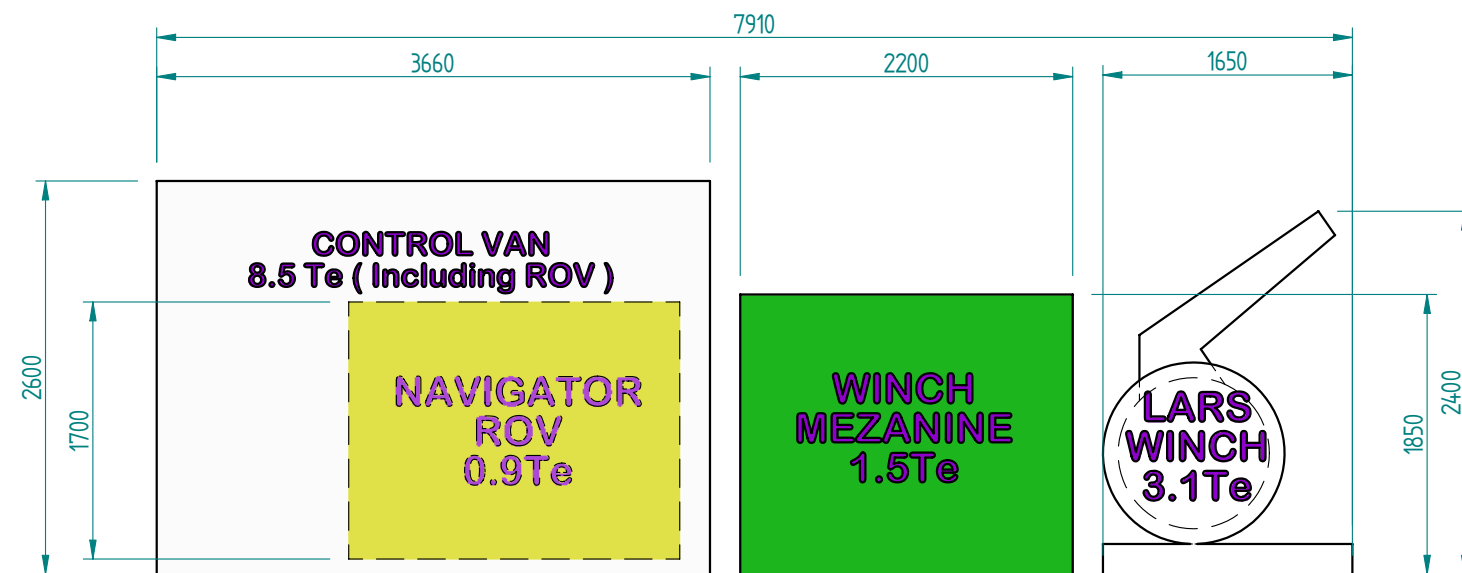 7910
3660
2200
1650
CONTROL VAN
8.5 Te ( Including ROV )
2600
1700
NAVIGATOR
ROV
0.9Te
WINCH
MEZANINE
1.5Te
LARS
WINCH
3.1Te
1850
2400